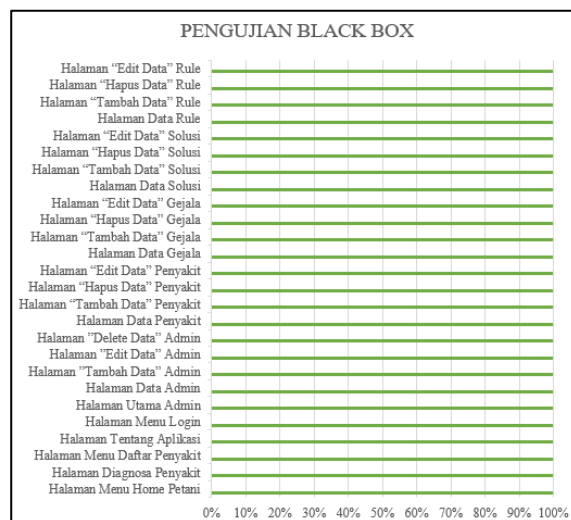 PENGUJIAN BLACK BOX
Halaman “Edit Data” Rule
Halaman “Hapus Data” Rule
Halaman “Tambah Data” Rule
Halaman Data Rule
Halaman “Edit Data” Solusi
Halaman “Hapus Data” Solusi
Halaman “Tambah Data” Solusi
Halaman Data Solusi
Halaman “Edit Data” Gejala
Halaman “Hapus Data” Gejala
Halaman “Tambah Data” Gejala
Halaman Data Gejala
Halaman “Edit Data” Penyakit
Halaman “Hapus Data” Penyakit
Halaman “Tambah Data” Penyakit
Halaman Data Penyakit
Halaman ”Delete Data” Admin
Halaman ”Edit Data” Admin
Halaman ”Tambah Data” Admin
Halaman Data Admin
Halaman Utama Admin
Halaman Menu Login
Halaman Tentang Aplikasi
Halaman Menu Daftar Penyakit
Halaman Diagnosa Penyakit
Halaman Menu Home Petani
0% 10% 20% 30% 40% 50% 60% 70% 80% 90% 100%